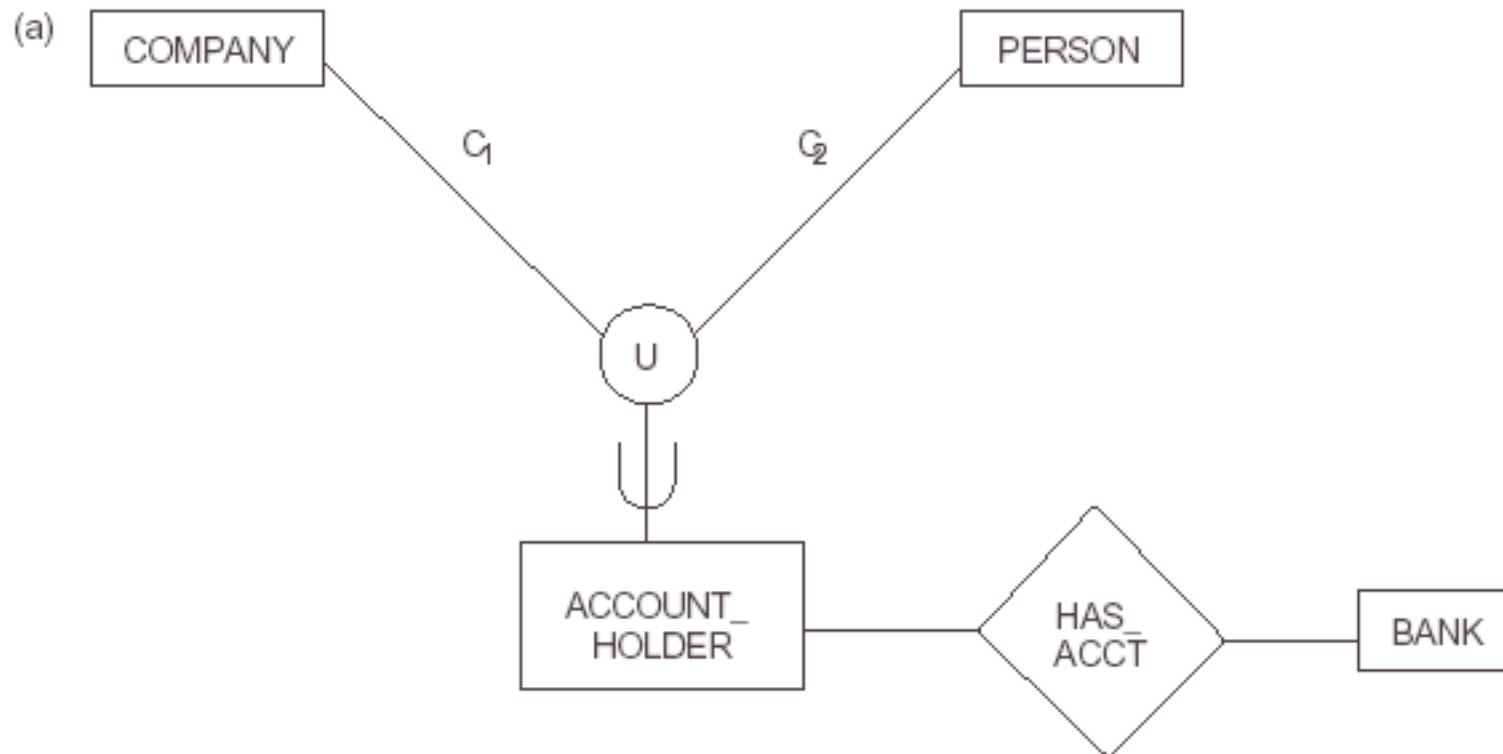 (a)
COMPANY
PERSON
C1
C2
U
ACCOUNT_
HOLDER
HAS_
ACCT
BANK